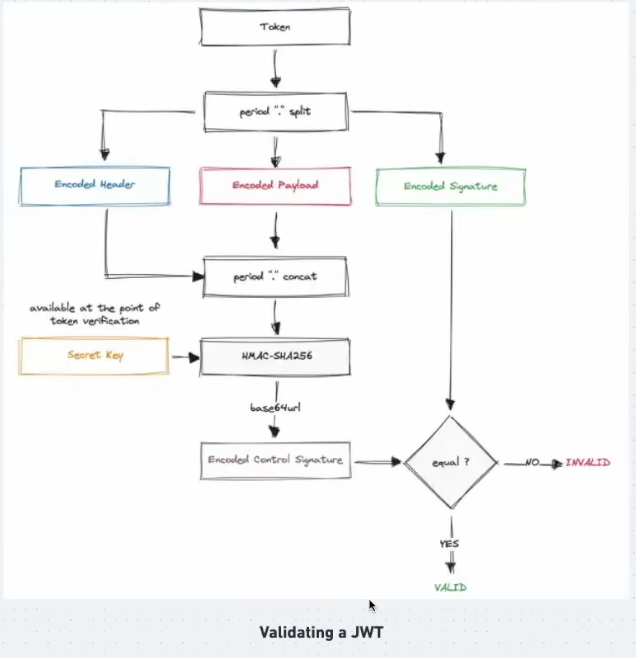 Token
period "." split
Encoded Header
Encoded Payload
Encoded Signature
period "." concat
available at the point of
token verification
Secret Key
HMAC-SHA256
base64url
Encoded Control Signature
equal ?
NO
INVALID
YES
VALID
Validating a JWT